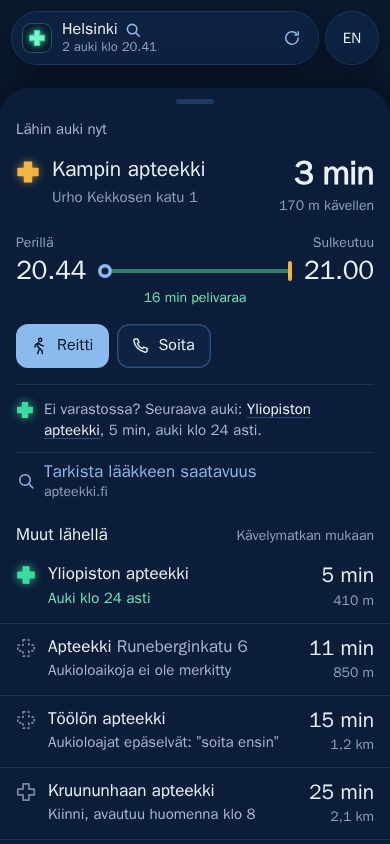 Helsinki
2 auki klo 20.41
EN
Lähin auki nyt
Kampin apteekki
3 min
Urho Kekkosen katu 1
170 m kävellen
Perillä
Sulkeutuu
20.44
21.00
16 min pelivaraa
Reitti
Soita
Ei varastossa? Seuraava auki: Yliopiston
apteekki, 5 min, auki klo 24 asti.
Tarkista lääkkeen saatavuus
apteekki.fi
Muut lähellä
Kävelymatkan mukaan
Yliopiston apteekki
5 min
Auki klo 24 asti
410 m
Apteekki Runeberginkatu 6
11 min
Aukioloaikoja ei ole merkitty
850 m
Töölön apteekki
15 min
Aukioloajat epäselvät: "soita ensin"
1,2 km
Kruununhaan apteekki
25 min
Kiinni, avautuu huomenna klo 8
2,1 km